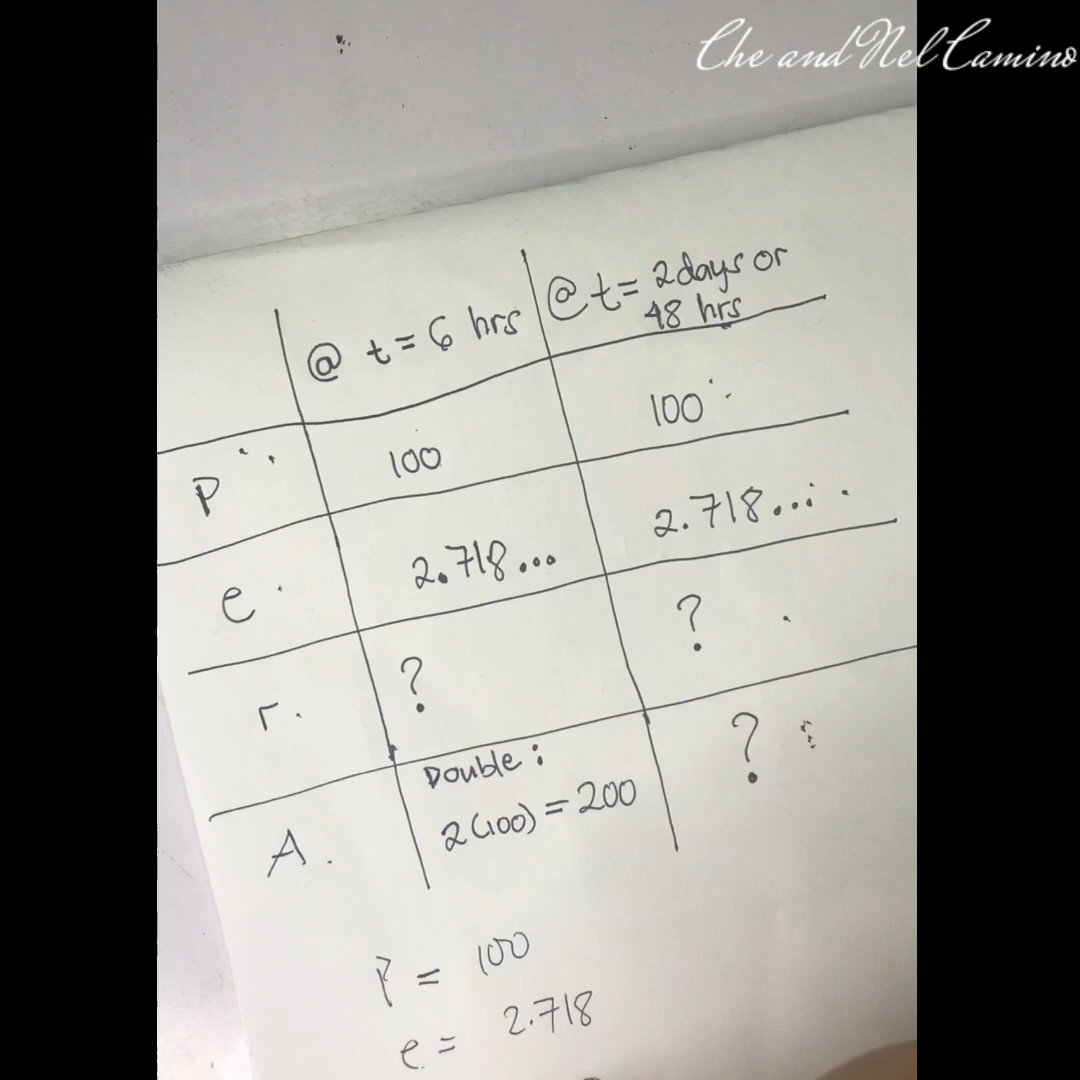 Che and Nel Camino
@ t = 6 hrs
@ t = 2 days or
48 hrs
P 100 100
e 2.718... 2.718...
r. ? ?
A. Double: ?
2(100) = 200
P = 100
e = 2.718